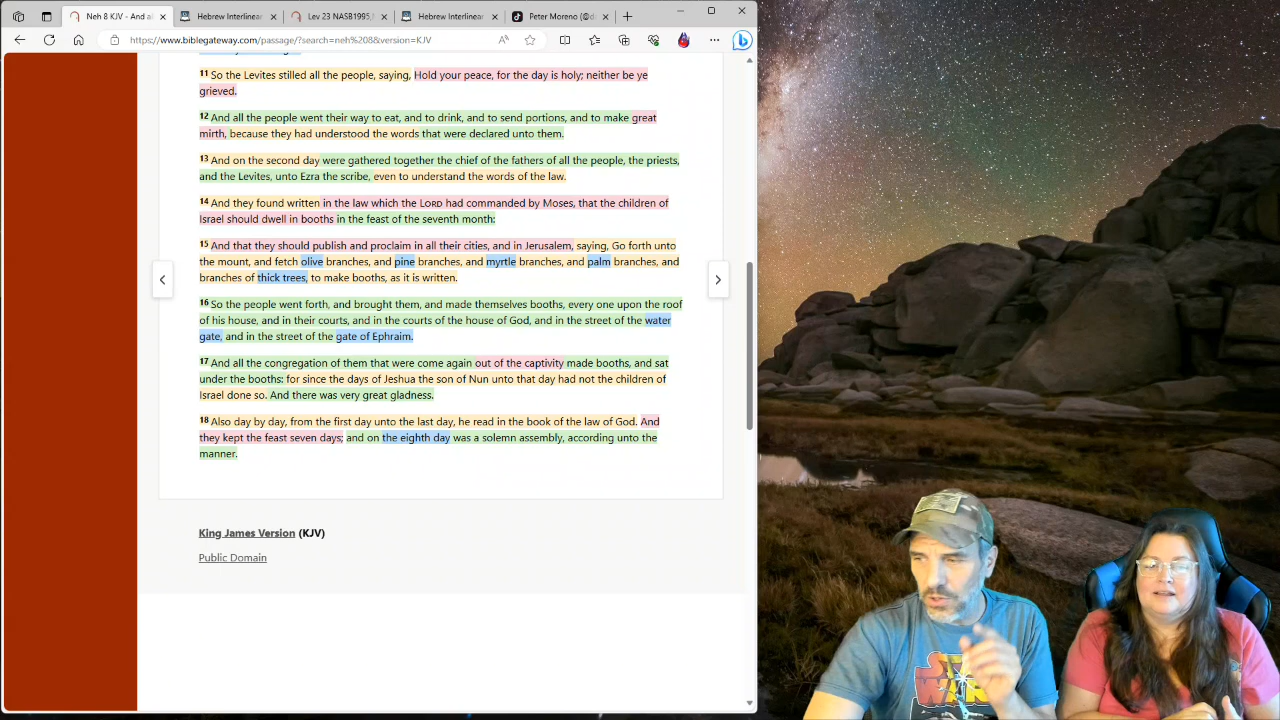 Neh 8 KJV - And al
Hebrew Interlinea
Lev 23 NASB1995,
Hebrew Interlinea
Peter Moreno (@d
https://www.biblegateway.com/passage/?search=neh%208&version=KJV
11 So the Levites stilled all the people, saying, Hold your peace, for the day is holy; neither be ye
grieved.
12 And all the people went their way to eat, and to drink, and to send portions, and to make great
mirth, because they had understood the words that were declared unto them.
13 And on the second day were gathered together the chief of the fathers of all the people, the priests,
and the Levites, unto Ezra the scribe, even to understand the words of the law.
14 And they found written in the law which the LORD had commanded by Moses, that the children of
Israel should dwell in booths in the feast of the seventh month:
15 And that they should publish and proclaim in all their cities, and in Jerusalem, saying, Go forth unto
the mount, and fetch olive branches, and pine branches, and myrtle branches, and palm branches, and
branches of thick trees, to make booths, as it is written.
16 So the people went forth, and brought them, and made themselves booths, every one upon the roof
of his house, and in their courts, and in the courts of the house of God, and in the street of the water
gate, and in the street of the gate of Ephraim.
17 And all the congregation of them that were come again out of the captivity made booths, and sat
under the booths: for since the days of Jeshua the son of Nun unto that day had not the children of
Israel done so. And there was very great gladness.
18 Also day by day, from the first day unto the last day, he read in the book of the law of God. And
they kept the feast seven days; and on the eighth day was a solemn assembly, according unto the
manner.
King James Version (KJV)
Public Domain
STAR
WARS